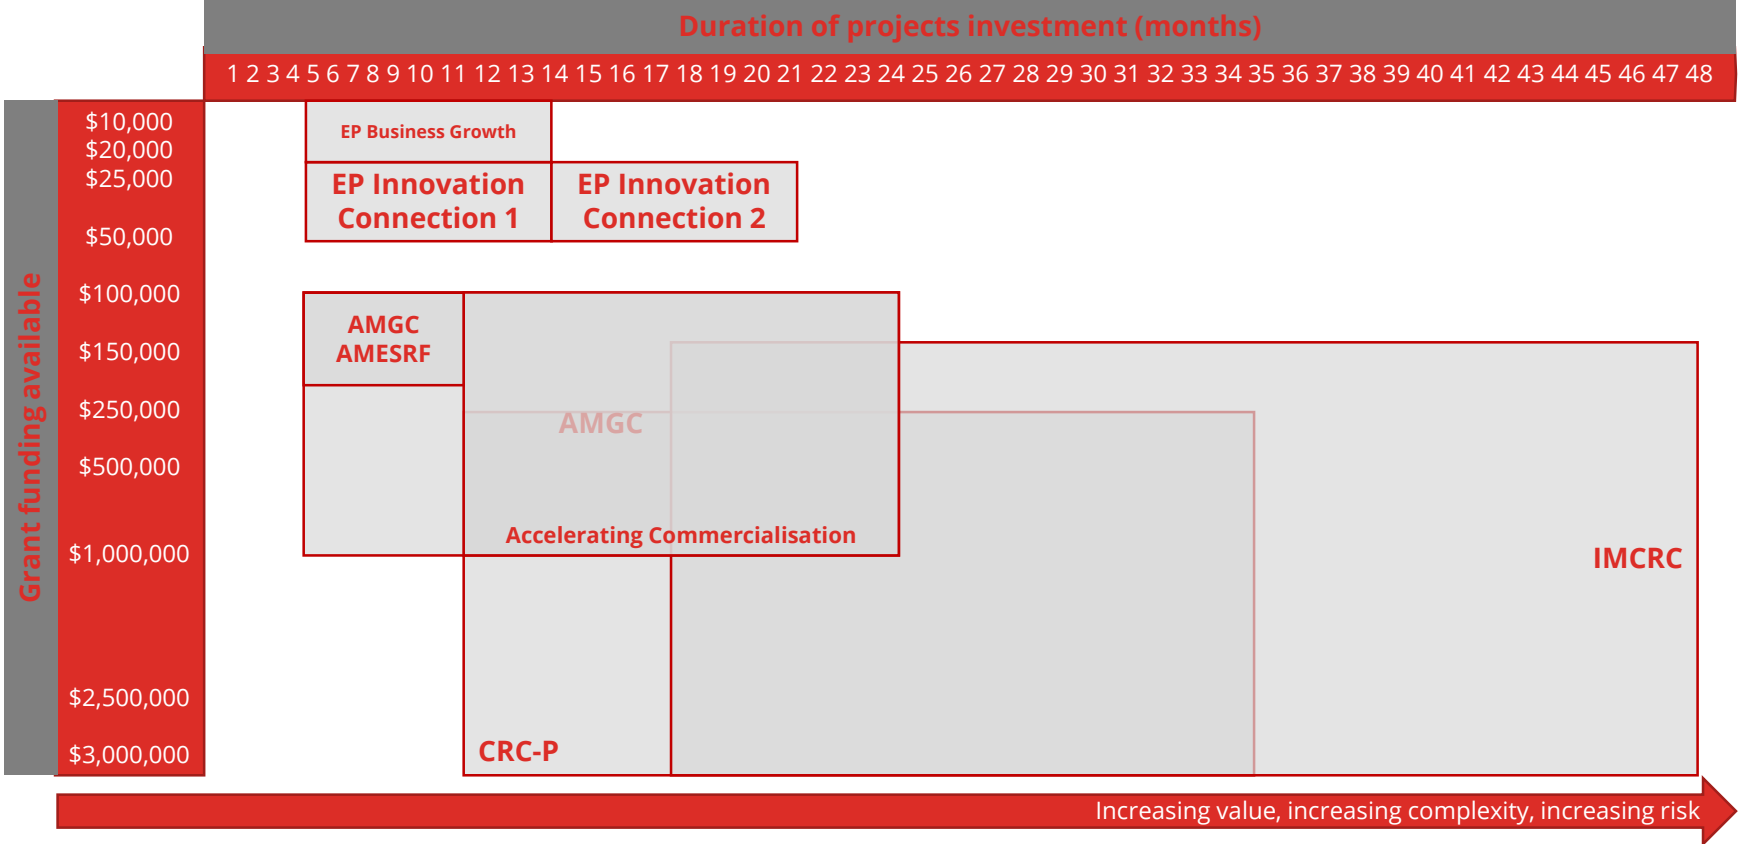 Duration of projects investment (months)
1 2 3 4 5 6 7 8 9 10 11 12 13 14 15 16 17 18 19 20 21 22 23 24 25 26 27 28 29 30 31 32 33 34 35 36 37 38 39 40 41 42 43 44 45 46 47 48
Grant funding available
$10,000
$20,000
$25,000
$50,000
$100,000
$150,000
$250,000
$500,000
$1,000,000
$2,500,000
$3,000,000
EP Business Growth
EP Innovation
Connection 1
EP Innovation
Connection 2
AMGC
AMESRF
AMGC
Accelerating Commercialisation
IMCRC
CRC-P
Increasing value, increasing complexity, increasing risk